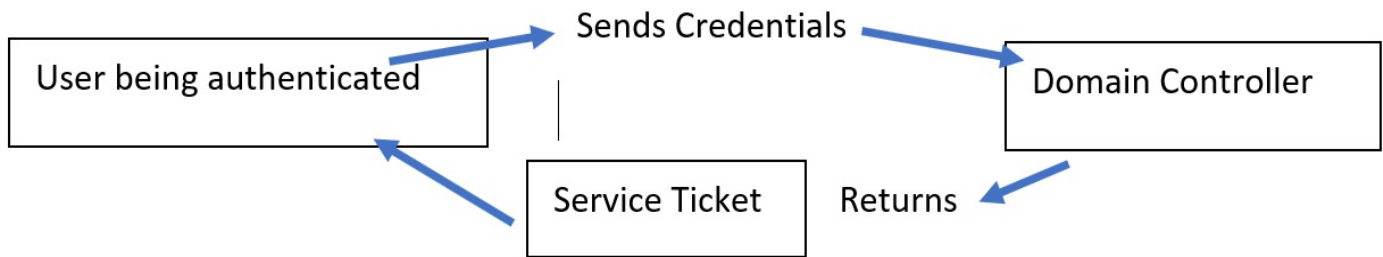 Sends Credentials
User being authenticated
Domain Controller
Service Ticket
Returns